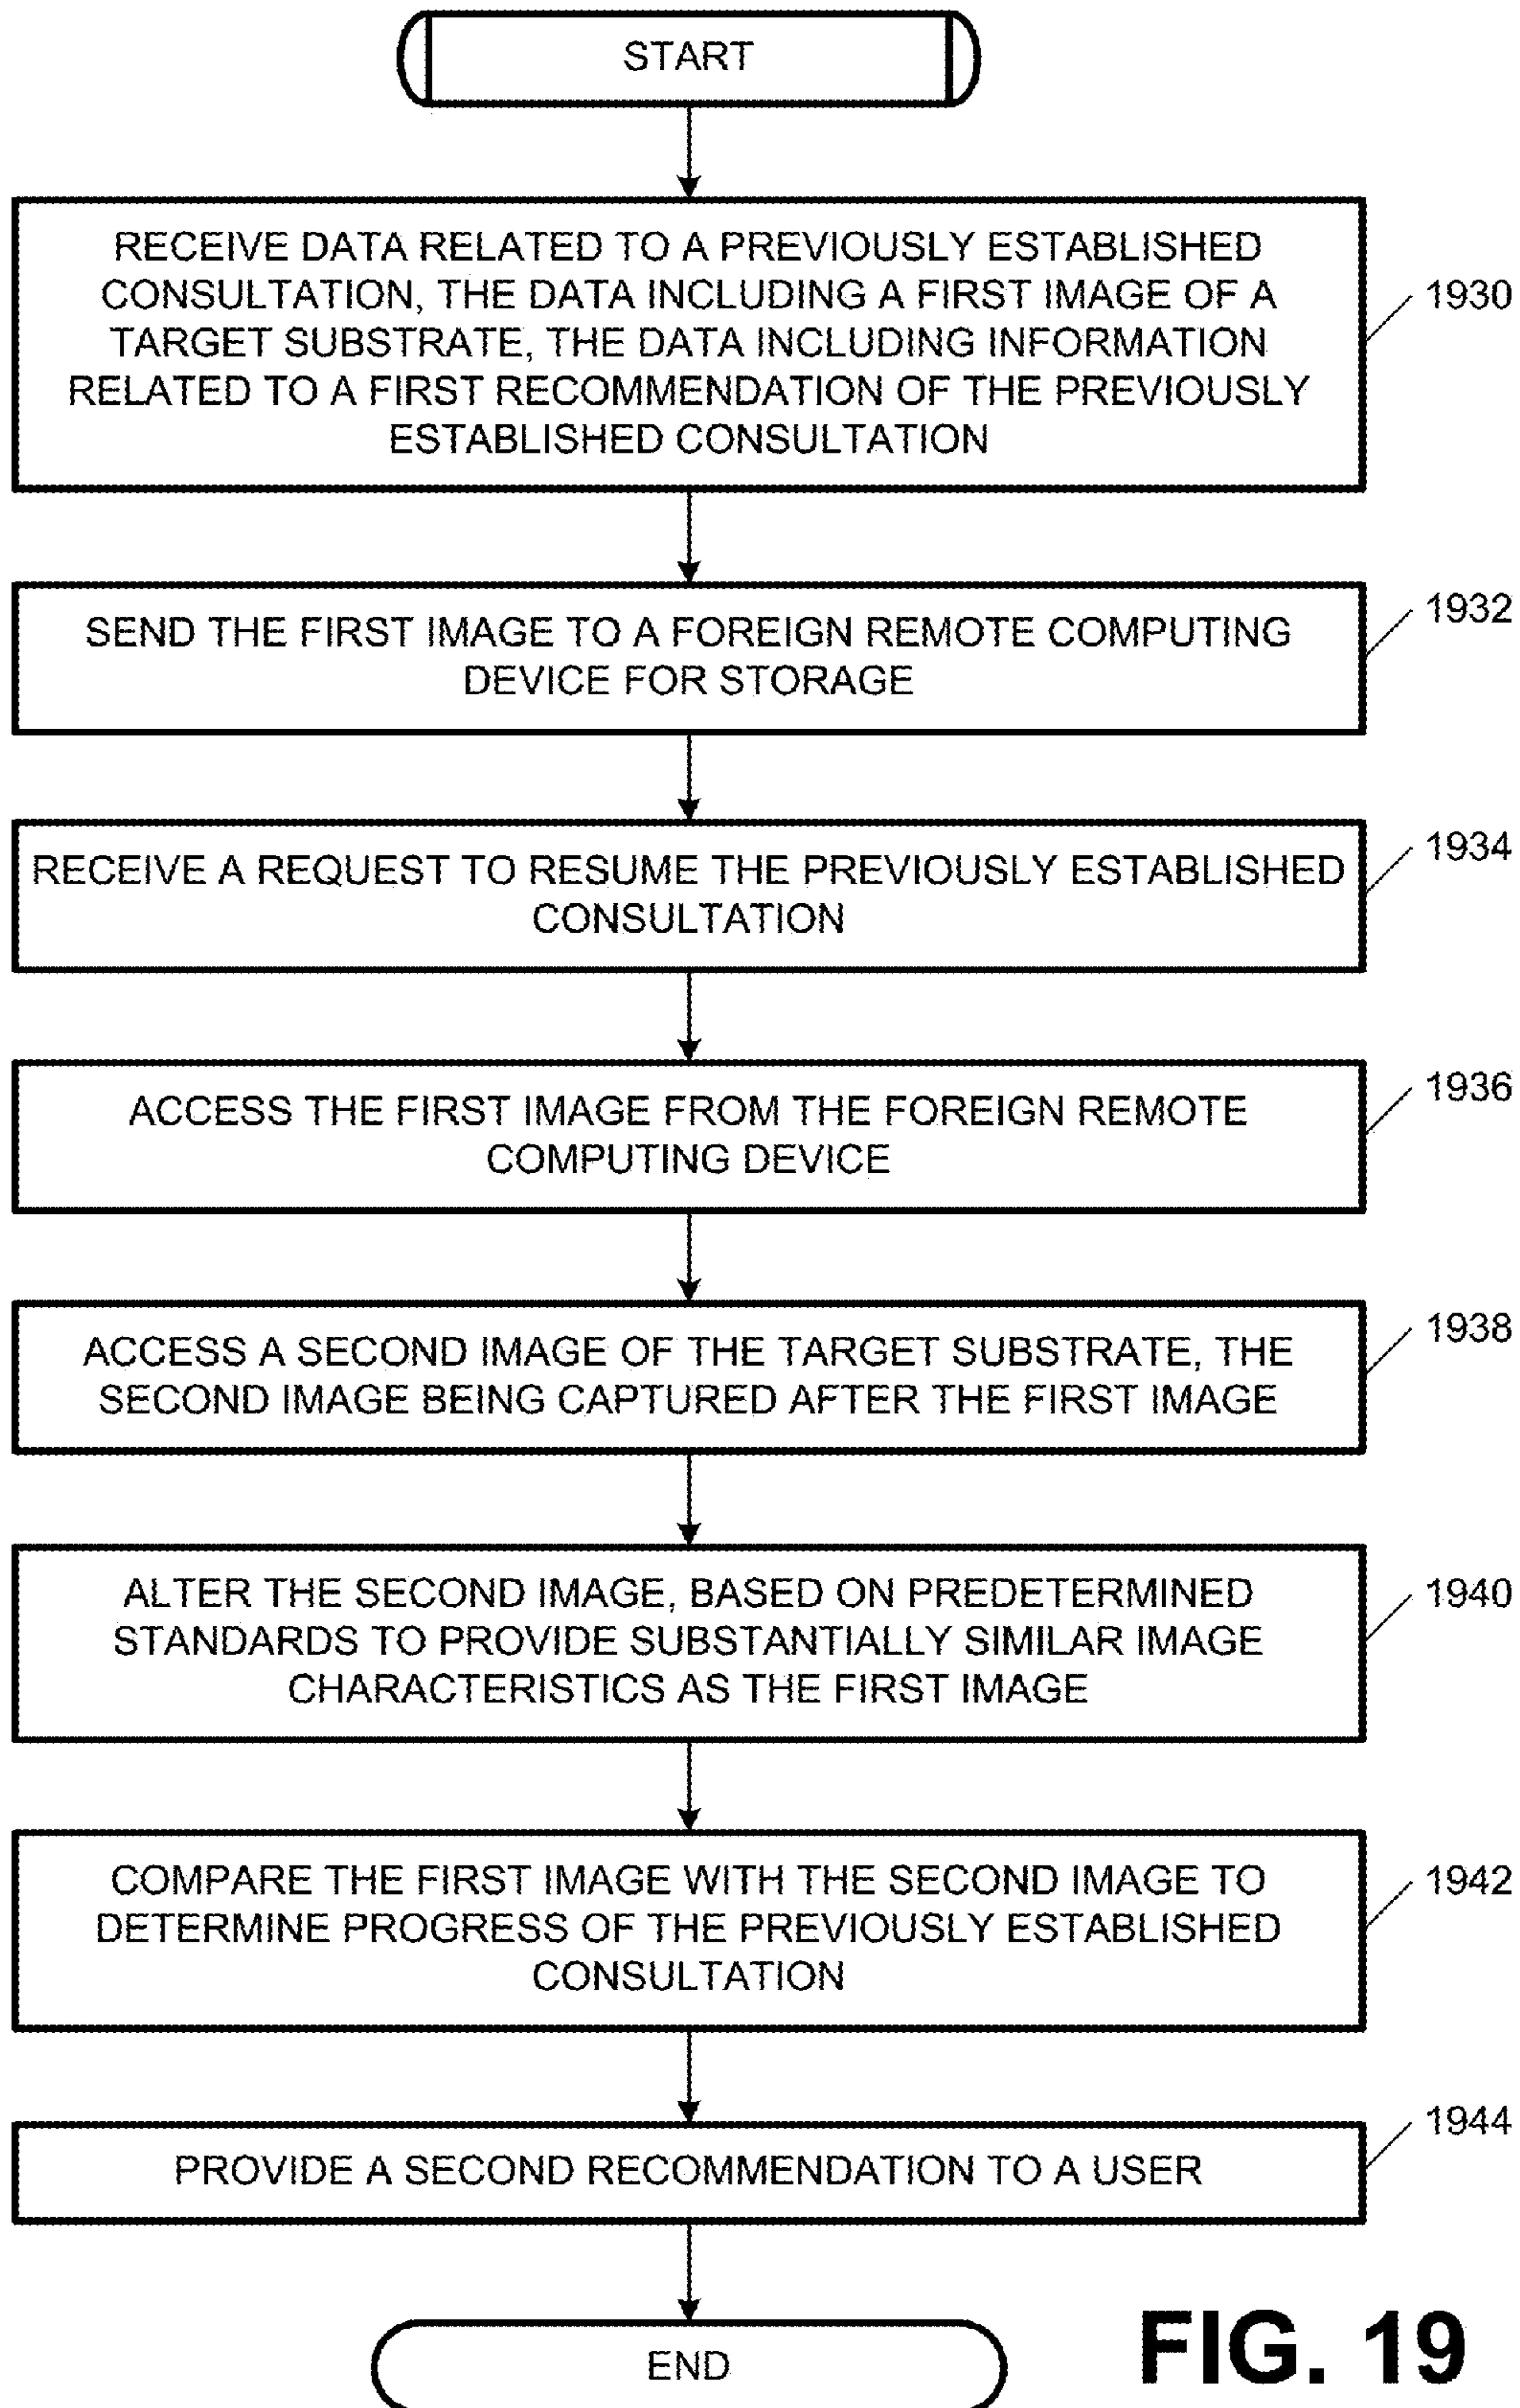 START
RECEIVE DATA RELATED TO A PREVIOUSLY ESTABLISHED
CONSULTATION, THE DATA INCLUDING A FIRST IMAGE OF A
TARGET SUBSTRATE, THE DATA INCLUDING INFORMATION
RELATED TO A FIRST RECOMMENDATION OF THE PREVIOUSLY
ESTABLISHED CONSULTATION
1930
SEND THE FIRST IMAGE TO A FOREIGN REMOTE COMPUTING
DEVICE FOR STORAGE
1932
RECEIVE A REQUEST TO RESUME THE PREVIOUSLY ESTABLISHED
CONSULTATION
1934
ACCESS THE FIRST IMAGE FROM THE FOREIGN REMOTE
COMPUTING DEVICE
1936
ACCESS A SECOND IMAGE OF THE TARGET SUBSTRATE, THE
SECOND IMAGE BEING CAPTURED AFTER THE FIRST IMAGE
1938
ALTER THE SECOND IMAGE, BASED ON PREDETERMINED
STANDARDS TO PROVIDE SUBSTANTIALLY SIMILAR IMAGE
CHARACTERISTICS AS THE FIRST IMAGE
1940
COMPARE THE FIRST IMAGE WITH THE SECOND IMAGE TO
DETERMINE PROGRESS OF THE PREVIOUSLY ESTABLISHED
CONSULTATION
1942
PROVIDE A SECOND RECOMMENDATION TO A USER
1944
END
FIG. 19